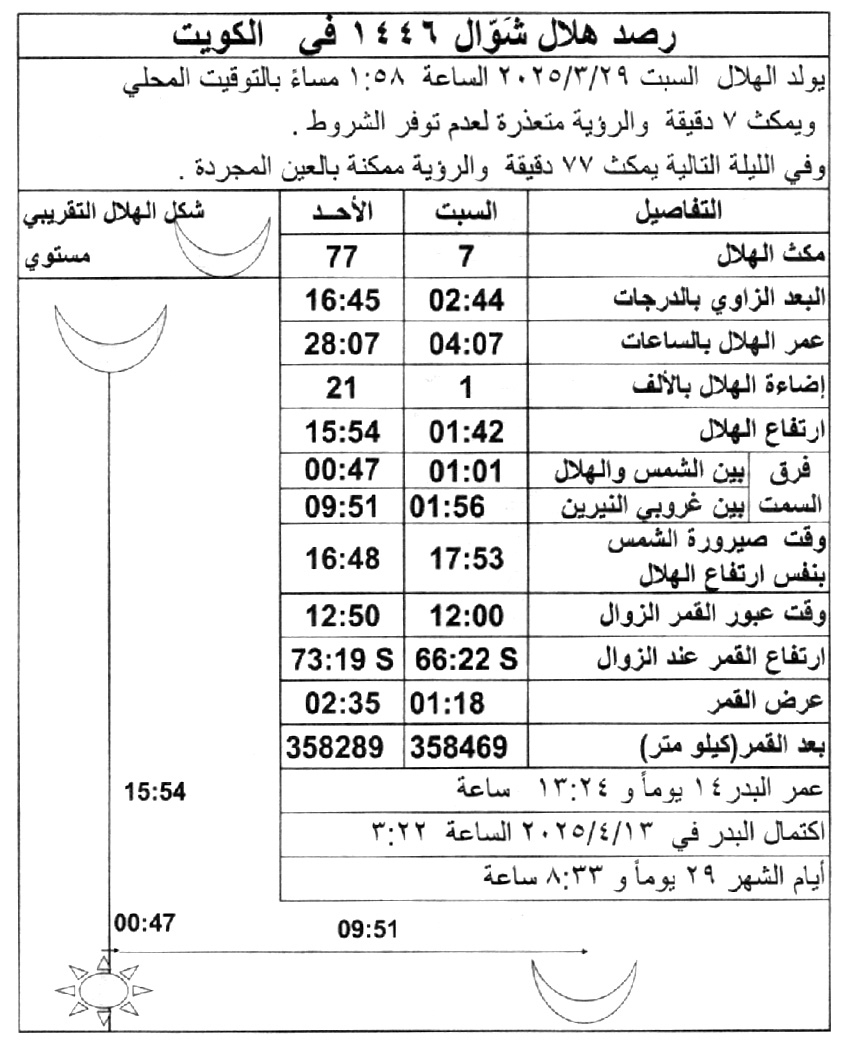 رصد هلال شَوّال ١٤٤٦ في الكويت
يولد الهلال السبت ٢٠٢٥/٣/٢٩ الساعة ١:٥٨ مساءً بالتوقيت المحلي
ويمكث ٧ دقيقة والرؤية متعذرة لعدم توفر الشروط .
وفي الليلة التالية يمكث ٧٧ دقيقة والرؤية ممكنة بالعين المجردة .
التفاصيل السبت الأحــد شكل الهلال التقريبي
مكث الهلال 7 77 مستوي
البعد الزاوي بالدرجات 02:44 16:45
عمر الهلال بالساعات 04:07 28:07
إضاءة الهلال بالألف 1 21
ارتفاع الهلال 01:42 15:54
فرق السمت
بين الشمس والهلال 01:01 00:47
بين غروبي النيرين 01:56 09:51
وقت صيرورة الشمس
بنفس ارتفاع الهلال 17:53 16:48
وقت عبور القمر الزوال 12:00 12:50
ارتفاع القمر عند الزوال 66:22 S 73:19 S
عرض القمر 01:18 02:35
بعد القمر(كيلو متر) 358469 358289
عمر البدر ١٤ يوماً و ١٣:٢٤ ساعة
اكتمال البدر في ٢٠٢٥/٤/١٣ الساعة ٣:٢٢
أيام الشهر ٢٩ يوماً و ٨:٣٣ ساعة
15:54
00:47
09:51